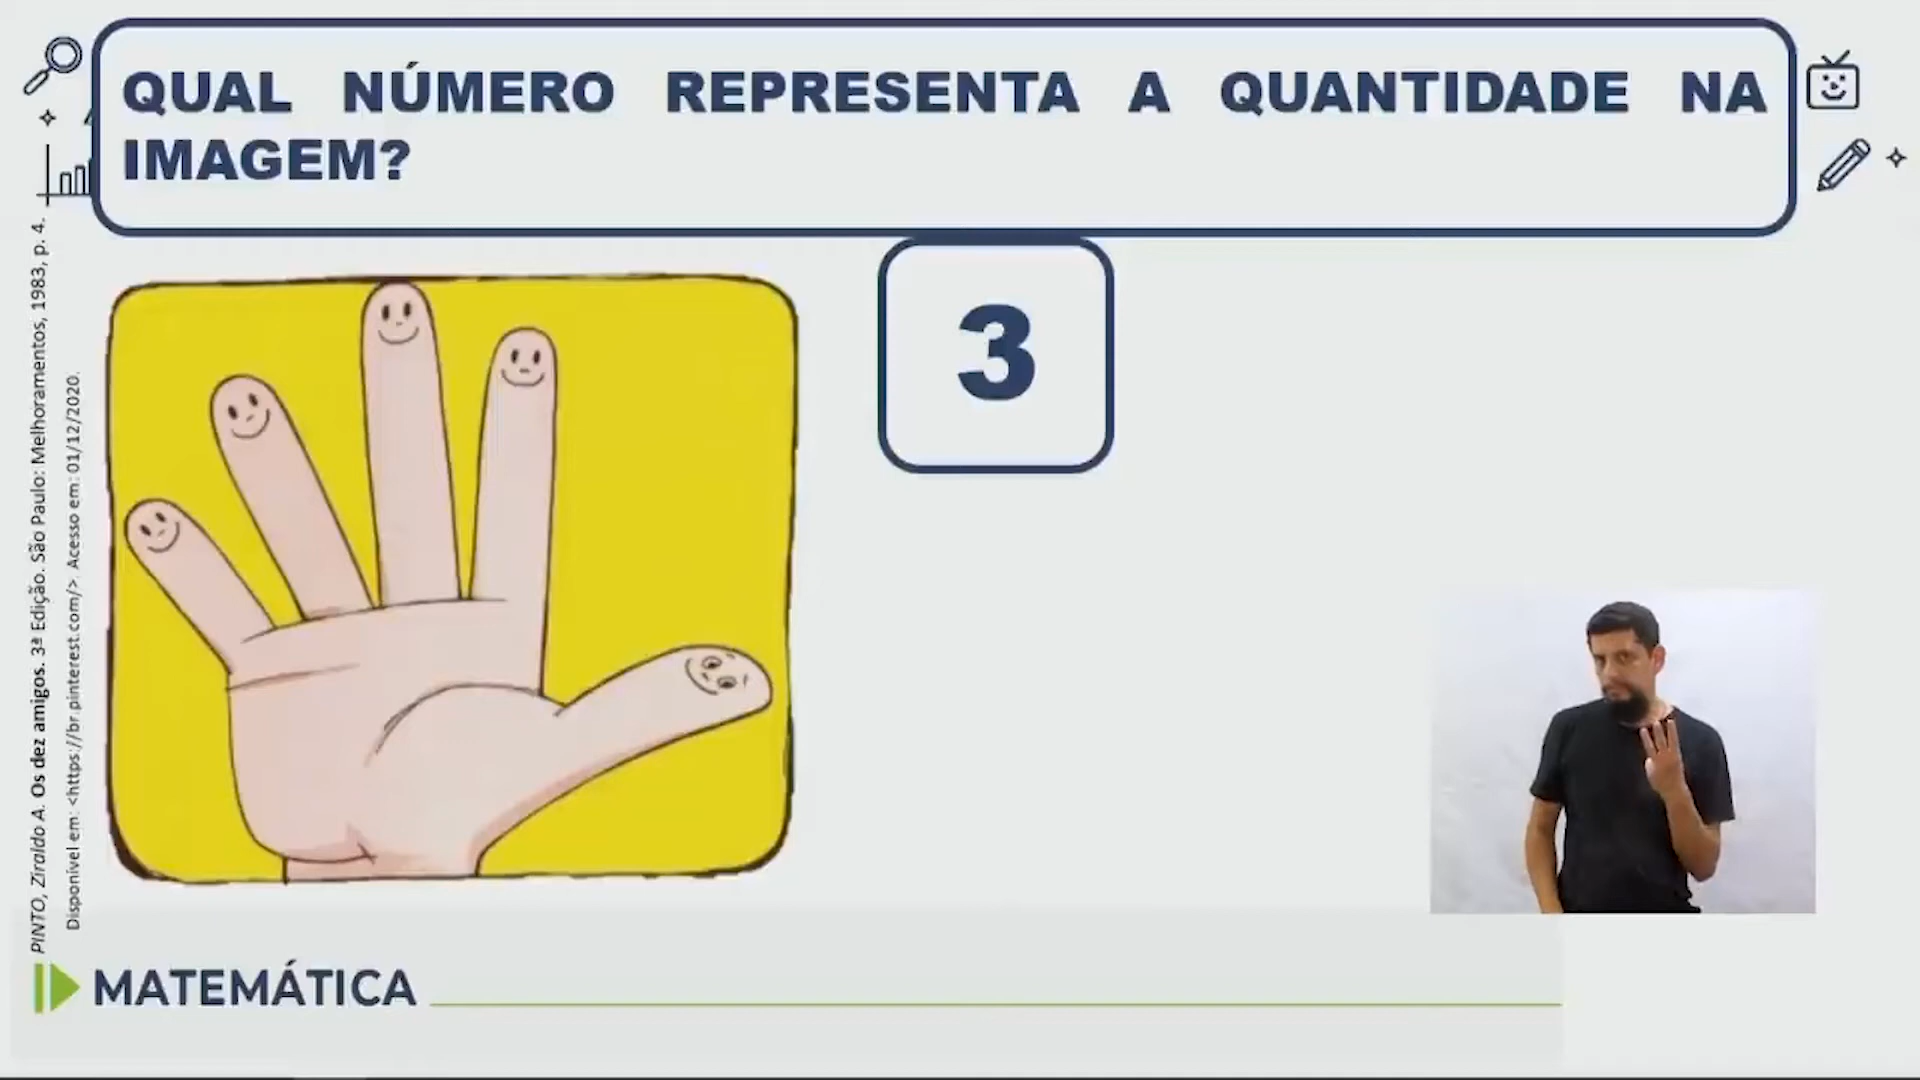 QUAL NÚMERO REPRESENTA A QUANTIDADE NA
IMAGEM?
3
PINTO, Ziraldo A. Os dez amigos. 3ª Edição. São Paulo: Melhoramentos, 1983, p. 4.
Disponível em: <https://br.pinterest.com/>. Acesso em: 01/12/2020.
MATEMÁTICA